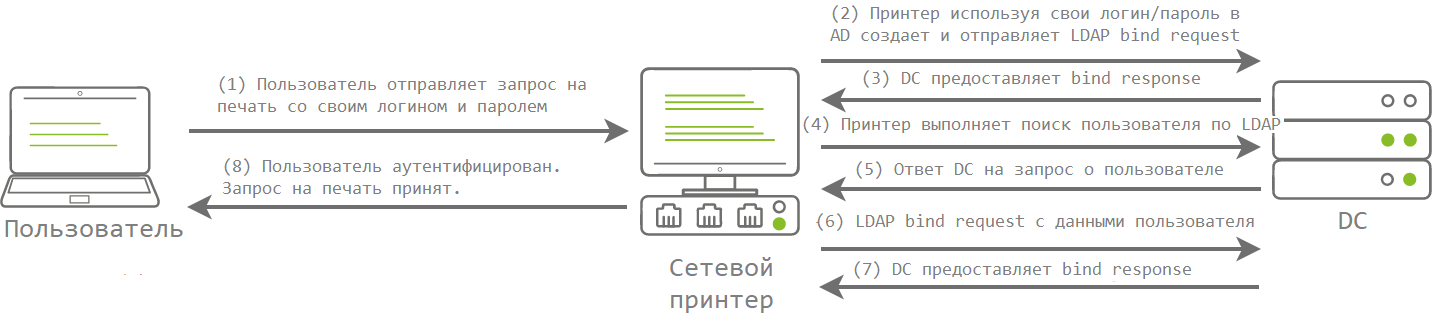 (1) Пользователь отправляет запрос на
печать со своим логином и паролем
(2) Принтер используя свои логин/пароль в
AD создает и отправляет LDAP bind request
(3) DC предоставляет bind response
(4) Принтер выполняет поиск пользователя по LDAP
(5) Ответ DC на запрос о пользователе
(6) LDAP bind request с данными пользователя
(7) DC предоставляет bind response
(8) Пользователь аутентифицирован.
Запрос на печать принят.
Пользователь
Сетевой
принтер
DC